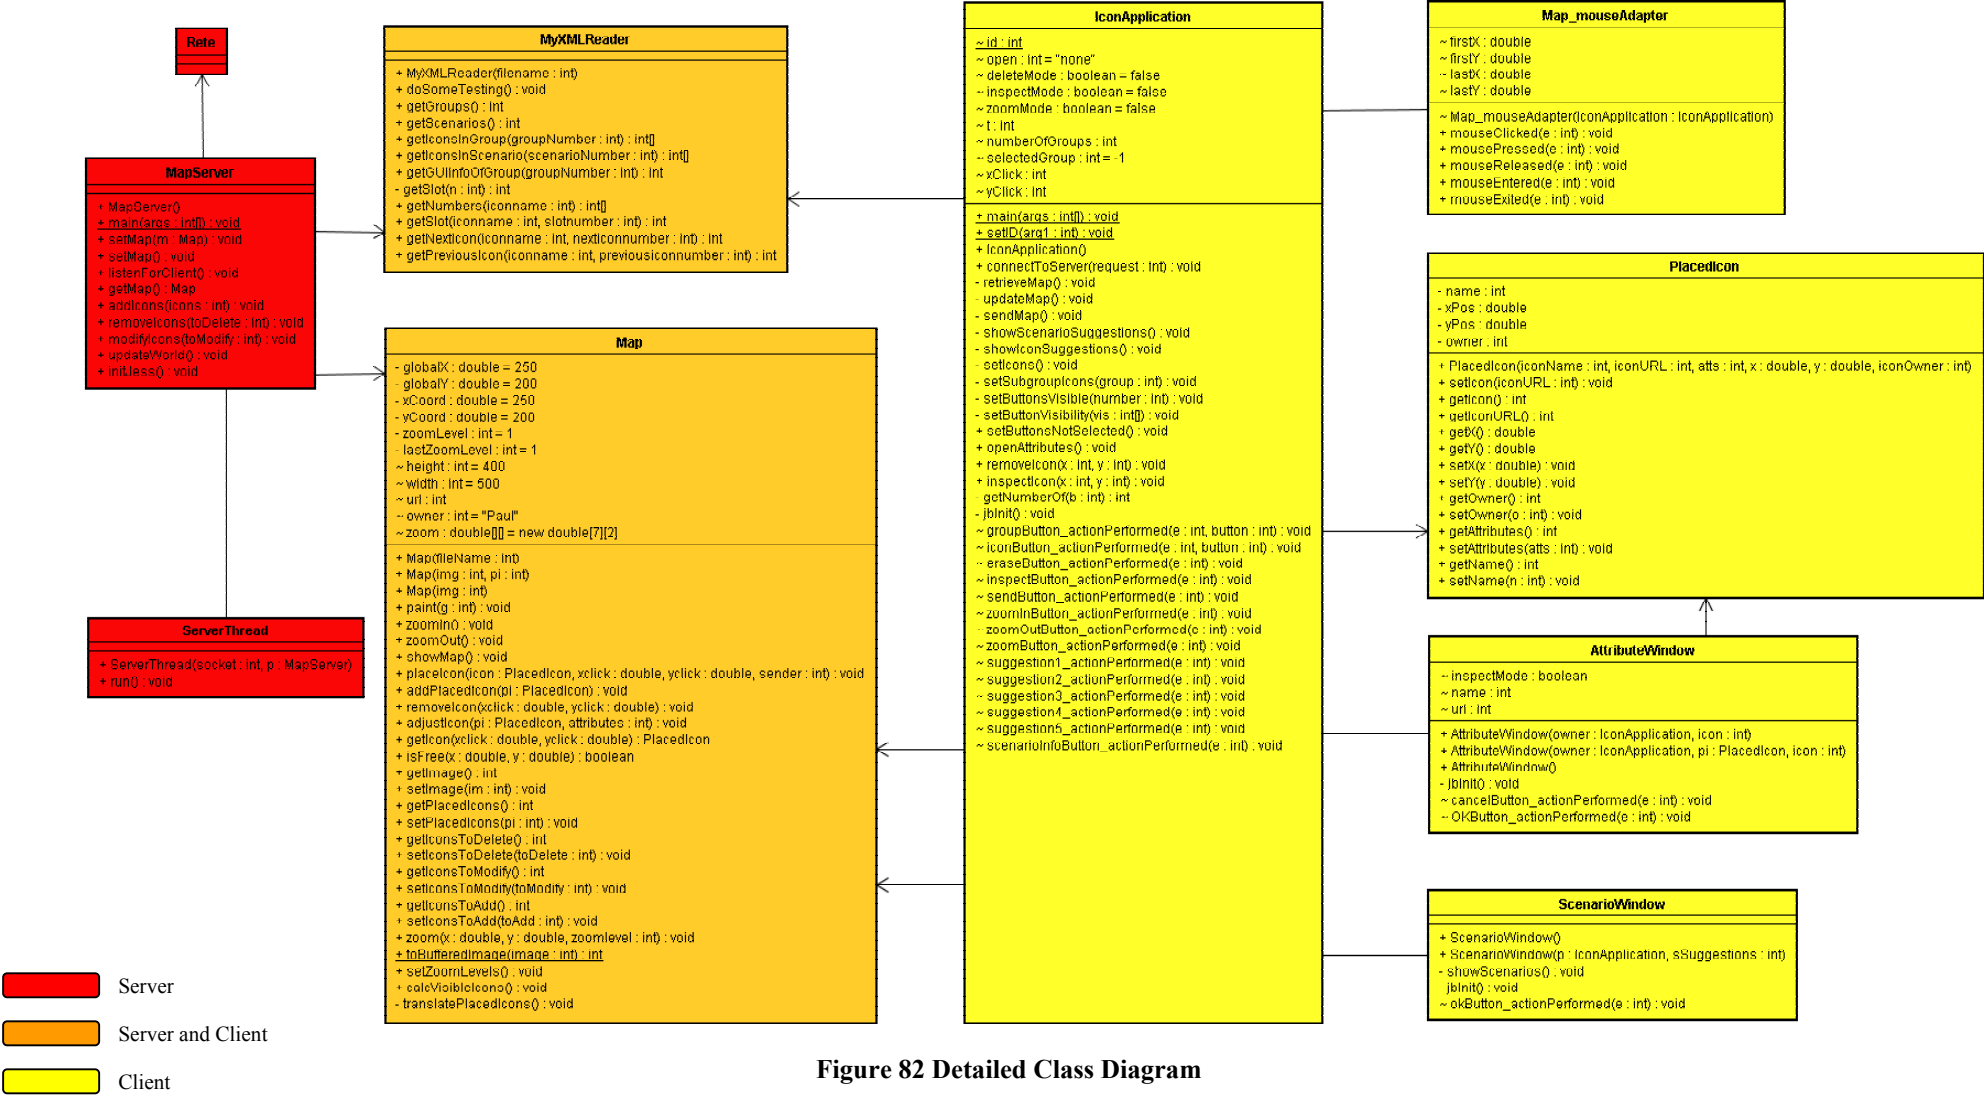 Rete
MapServer
+ MapServer()
+ main(args : int[]) : void
+ setMap(m : Map) : void
+ setMap() : void
+ listenForClient() : void
+ getMap() : Map
+ addIcons(icons : int) : void
+ removeIcons(toDelete : int) : void
+ modifyIcons(toModify : int) : void
+ updateWorld() : void
+ initJess() : void
ServerThread
+ ServerThread(socket : int, p : MapServer)
+ run() : void
MyXMLReader
+ MyXMLReader(filename : int)
+ doSomeTesting() : void
+ getGroups() : int
+ getScenarios() : int
+ getIconsInGroup(groupNumber : int) : int[]
+ getIconsInScenario(scenarioNumber : int) : int[]
+ getGUIInfoOfGroup(groupNumber : int) : int
- getSlot(n : int) : int
+ getNumbers(iconname : int) : int[]
+ getSlot(iconname : int, slotnumber : int) : int
+ getNextIcon(iconname : int, nexticonnumber : int) : int
+ getPreviousIcon(iconname : int, previousiconnumber : int) : int
Map
- globalX : double = 250
- globalY : double = 200
- xCoord : double = 250
- yCoord : double = 200
- zoomLevel : int = 1
- lastZoomLevel : int = 1
~ height : int = 400
~ width : int = 500
~ url : int
~ owner : int = "Paul"
~ zoom : double[][] = new double[7][2]
+ Map(fileName : int)
+ Map(img : int, pi : int)
+ Map(img : int)
+ paint(g : int) : void
+ zoomIn() : void
+ zoomOut() : void
+ showMap() : void
+ placeIcon(icon : PlacedIcon, xclick : double, yclick : double, sender : int) : void
+ addPlacedIcon(pi : PlacedIcon) : void
+ removeIcon(xclick : double, yclick : double) : void
+ adjustIcon(pi : PlacedIcon, attributes : int) : void
+ getIcon(xclick : double, yclick : double) : PlacedIcon
+ isFree(x : double, y : double) : boolean
+ getImage() : int
+ setImage(im : int) : void
+ getPlacedIcons() : int
+ setPlacedIcons(pi : int) : void
+ getIconsToDelete() : int
+ setIconsToDelete(toDelete : int) : void
+ getIconsToModify() : int
+ setIconsToModify(toModify : int) : void
+ getIconsToAdd() : int
+ setIconsToAdd(toAdd : int) : void
+ zoom(x : double, y : double, zoomlevel : int) : void
+ toBufferedImage(image : int) : int
+ setZoomLevels() : void
+ calcVisibleIcons() : void
- translatePlacedIcons() : void
IconApplication
~ id : int
~ open : int = "none"
~ deleteMode : boolean = false
~ inspectMode : boolean = false
~ zoomMode : boolean = false
~ t : int
~ numberOfGroups : int
~ selectedGroup : int = -1
~ xClick : int
~ yClick : int
+ main(args : int[]) : void
+ setID(arg1 : int) : void
+ IconApplication()
+ connectToServer(request : int) : void
- retrieveMap() : void
- updateMap() : void
- sendMap() : void
- showScenarioSuggestions() : void
- showIconSuggestions() : void
- setIcons() : void
- setSubgroupIcons(group : int) : void
- setButtonsVisible(number : int) : void
- setButtonVisibility(vis : int[]) : void
+ setButtonsNotSelected() : void
+ openAttributes() : void
+ removeIcon(x : int, y : int) : void
+ inspectIcon(x : int, y : int) : void
- getNumberOf(b : int) : int
- jbInit() : void
~ groupButton_actionPerformed(e : int, button : int) : void
~ iconButton_actionPerformed(e : int, button : int) : void
~ eraseButton_actionPerformed(e : int) : void
~ inspectButton_actionPerformed(e : int) : void
~ sendButton_actionPerformed(e : int) : void
~ zoomInButton_actionPerformed(e : int) : void
~ zoomOutButton_actionPerformed(e : int) : void
~ zoomButton_actionPerformed(e : int) : void
~ suggestion1_actionPerformed(e : int) : void
~ suggestion2_actionPerformed(e : int) : void
~ suggestion3_actionPerformed(e : int) : void
~ suggestion4_actionPerformed(e : int) : void
~ suggestion5_actionPerformed(e : int) : void
~ scenarioInfoButton_actionPerformed(e : int) : void
Map_mouseAdapter
~ firstX : double
~ firstY : double
~ lastX : double
~ lastY : double
~ Map_mouseAdapter(IconApplication : IconApplication)
+ mouseClicked(e : int) : void
+ mousePressed(e : int) : void
+ mouseReleased(e : int) : void
+ mouseEntered(e : int) : void
+ mouseExited(e : int) : void
PlacedIcon
- name : int
- xPos : double
- yPos : double
- owner : int
+ PlacedIcon(iconName : int, iconURL : int, atts : int, x : double, y : double, iconOwner : int)
+ setIcon(iconURL : int) : void
+ getIcon() : int
+ getIconURL() : int
+ getX() : double
+ getY() : double
+ setX(x : double) : void
+ setY(y : double) : void
+ getOwner() : int
+ setOwner(o : int) : void
+ getAttributes() : int
+ setAttributes(atts : int) : void
+ getName() : int
+ setName(n : int) : void
AttributeWindow
~ inspectMode : boolean
~ name : int
~ url : int
+ AttributeWindow(owner : IconApplication, icon : int)
+ AttributeWindow(owner : IconApplication, pi : PlacedIcon, icon : int)
+ AttributeWindow()
- jbInit() : void
~ cancelButton_actionPerformed(e : int) : void
~ OKButton_actionPerformed(e : int) : void
ScenarioWindow
+ ScenarioWindow()
+ ScenarioWindow(p : IconApplication, sSuggestions : int)
- showScenarios() : void
jbInit() : void
~ okButton_actionPerformed(e : int) : void
Server
Server and Client
Client
Figure 82 Detailed Class Diagram